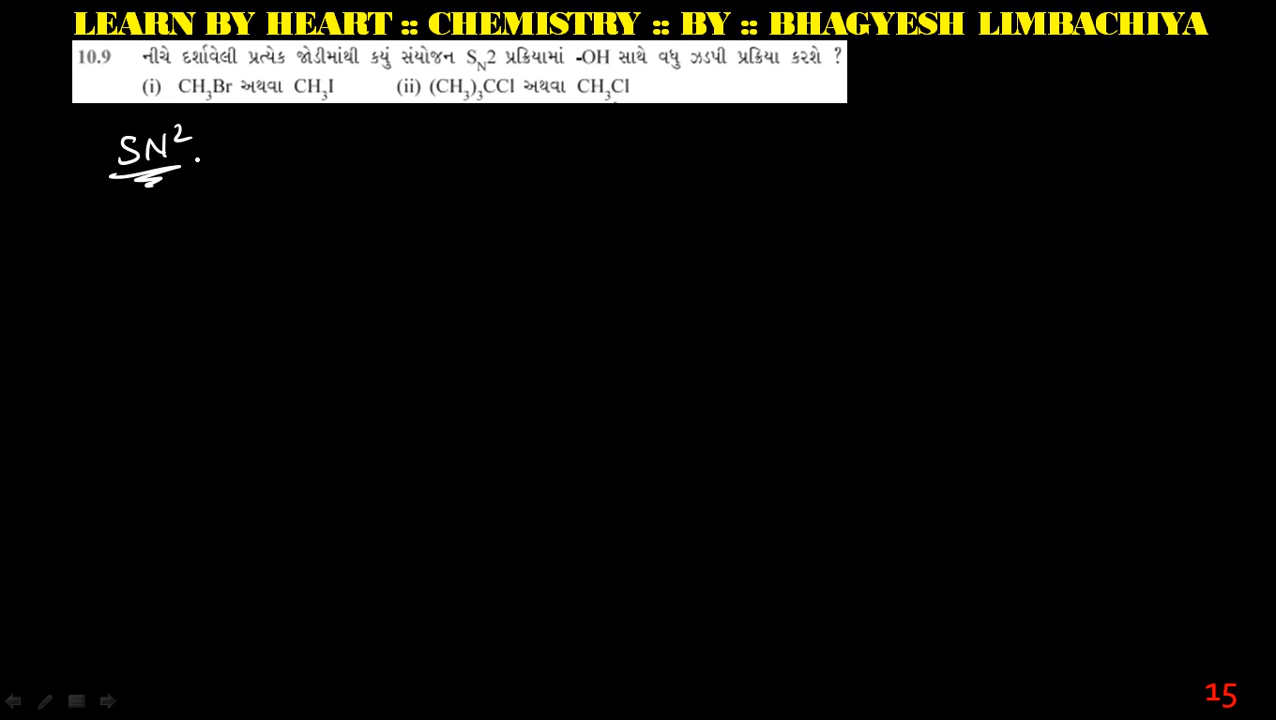 LEARN BY HEART :: CHEMISTRY :: BY :: BHAGYESH LIMBACHIYA
10.9 નીચે દર્શાવેલી પ્રત્યેક જોડીમાંથી કયું સંયોજન S_N2 પ્રક્રિયામાં -OH સાથે વધુ ઝડપી પ્રક્રિયા કરશે ?
(i) CH₃Br અથવા CH₃I (ii) (CH₃)₃CCl અથવા CH₃Cl
SN².
15